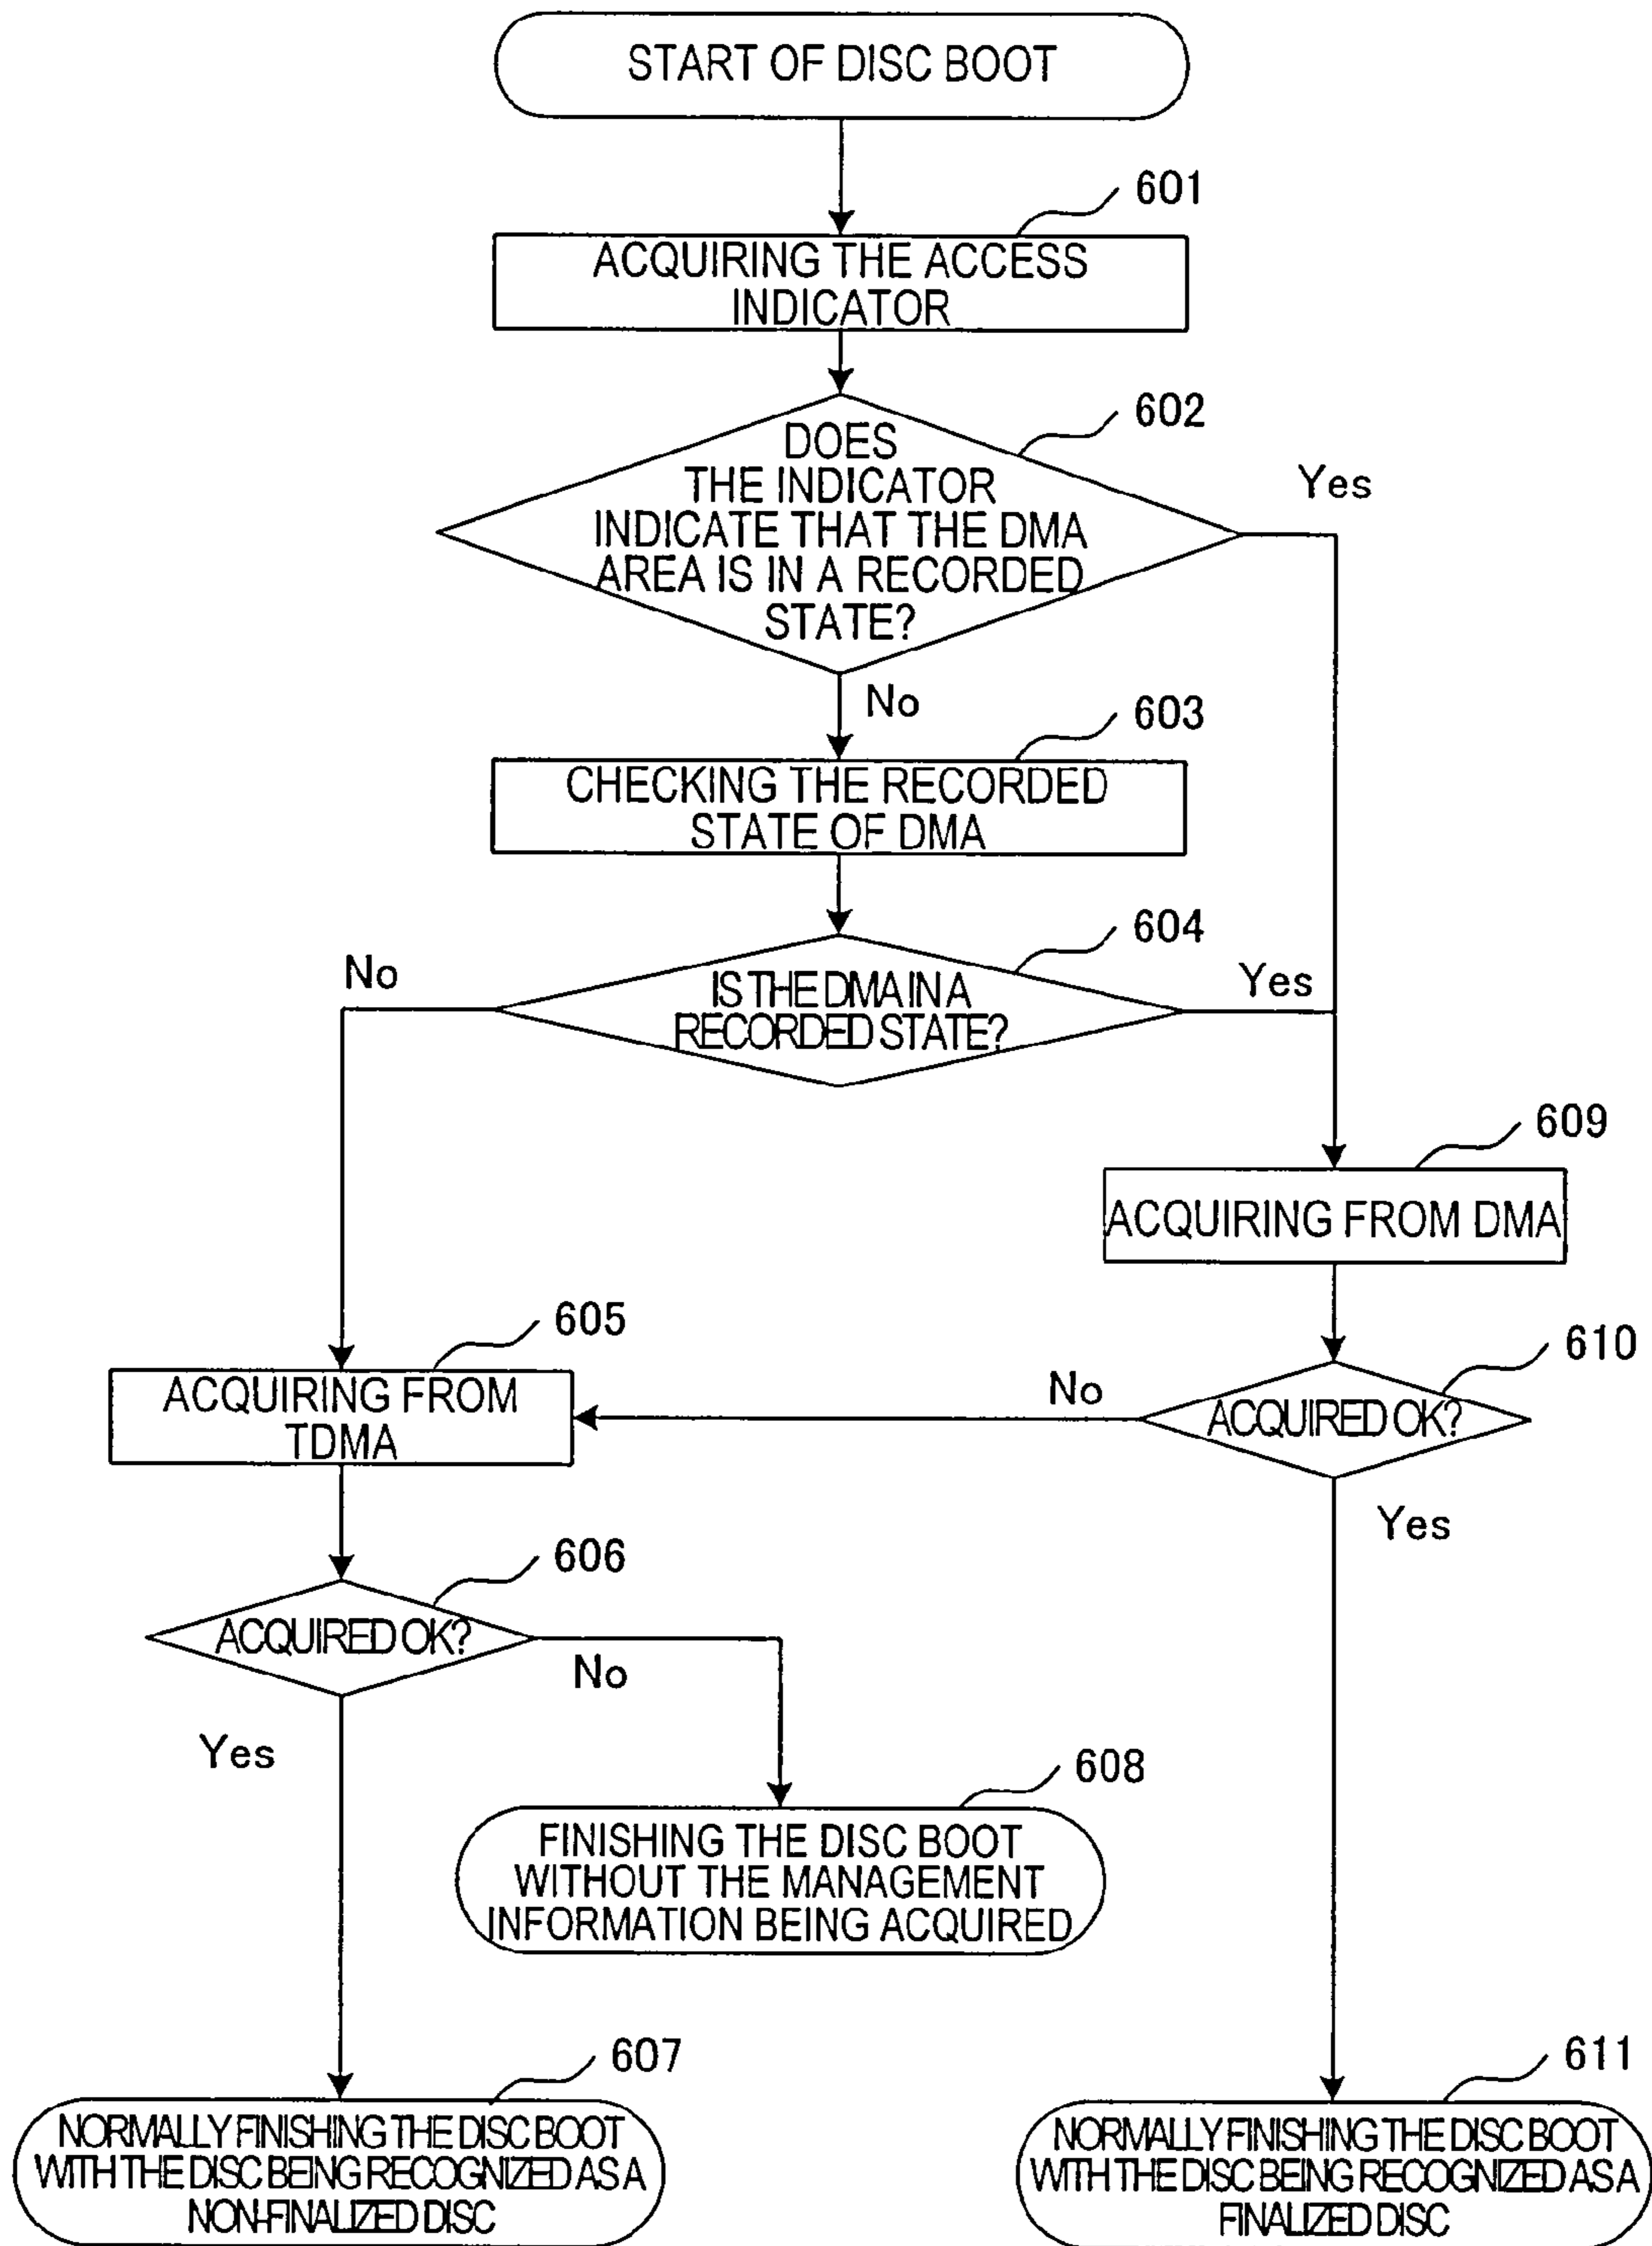 START OF DISC BOOT
601
ACQUIRING THE ACCESS
INDICATOR
602
DOES
THE INDICATOR
INDICATE THAT THE DMA
AREA IS IN A RECORDED
STATE?
Yes
No
603
CHECKING THE RECORDED
STATE OF DMA
604
No
IS THE DMA IN A
RECORDED STATE?
Yes
609
ACQUIRING FROM DMA
605
ACQUIRING FROM
TDMA
610
No
ACQUIRED OK?
Yes
606
ACQUIRED OK?
No
Yes
608
FINISHING THE DISC BOOT
WITHOUT THE MANAGEMENT
INFORMATION BEING ACQUIRED
607
NORMALLY FINISHING THE DISC BOOT
WITH THE DISC BEING RECOGNIZED AS A
NON-FINALIZED DISC
611
NORMALLY FINISHING THE DISC BOOT
WITH THE DISC BEING RECOGNIZED AS A
FINALIZED DISC